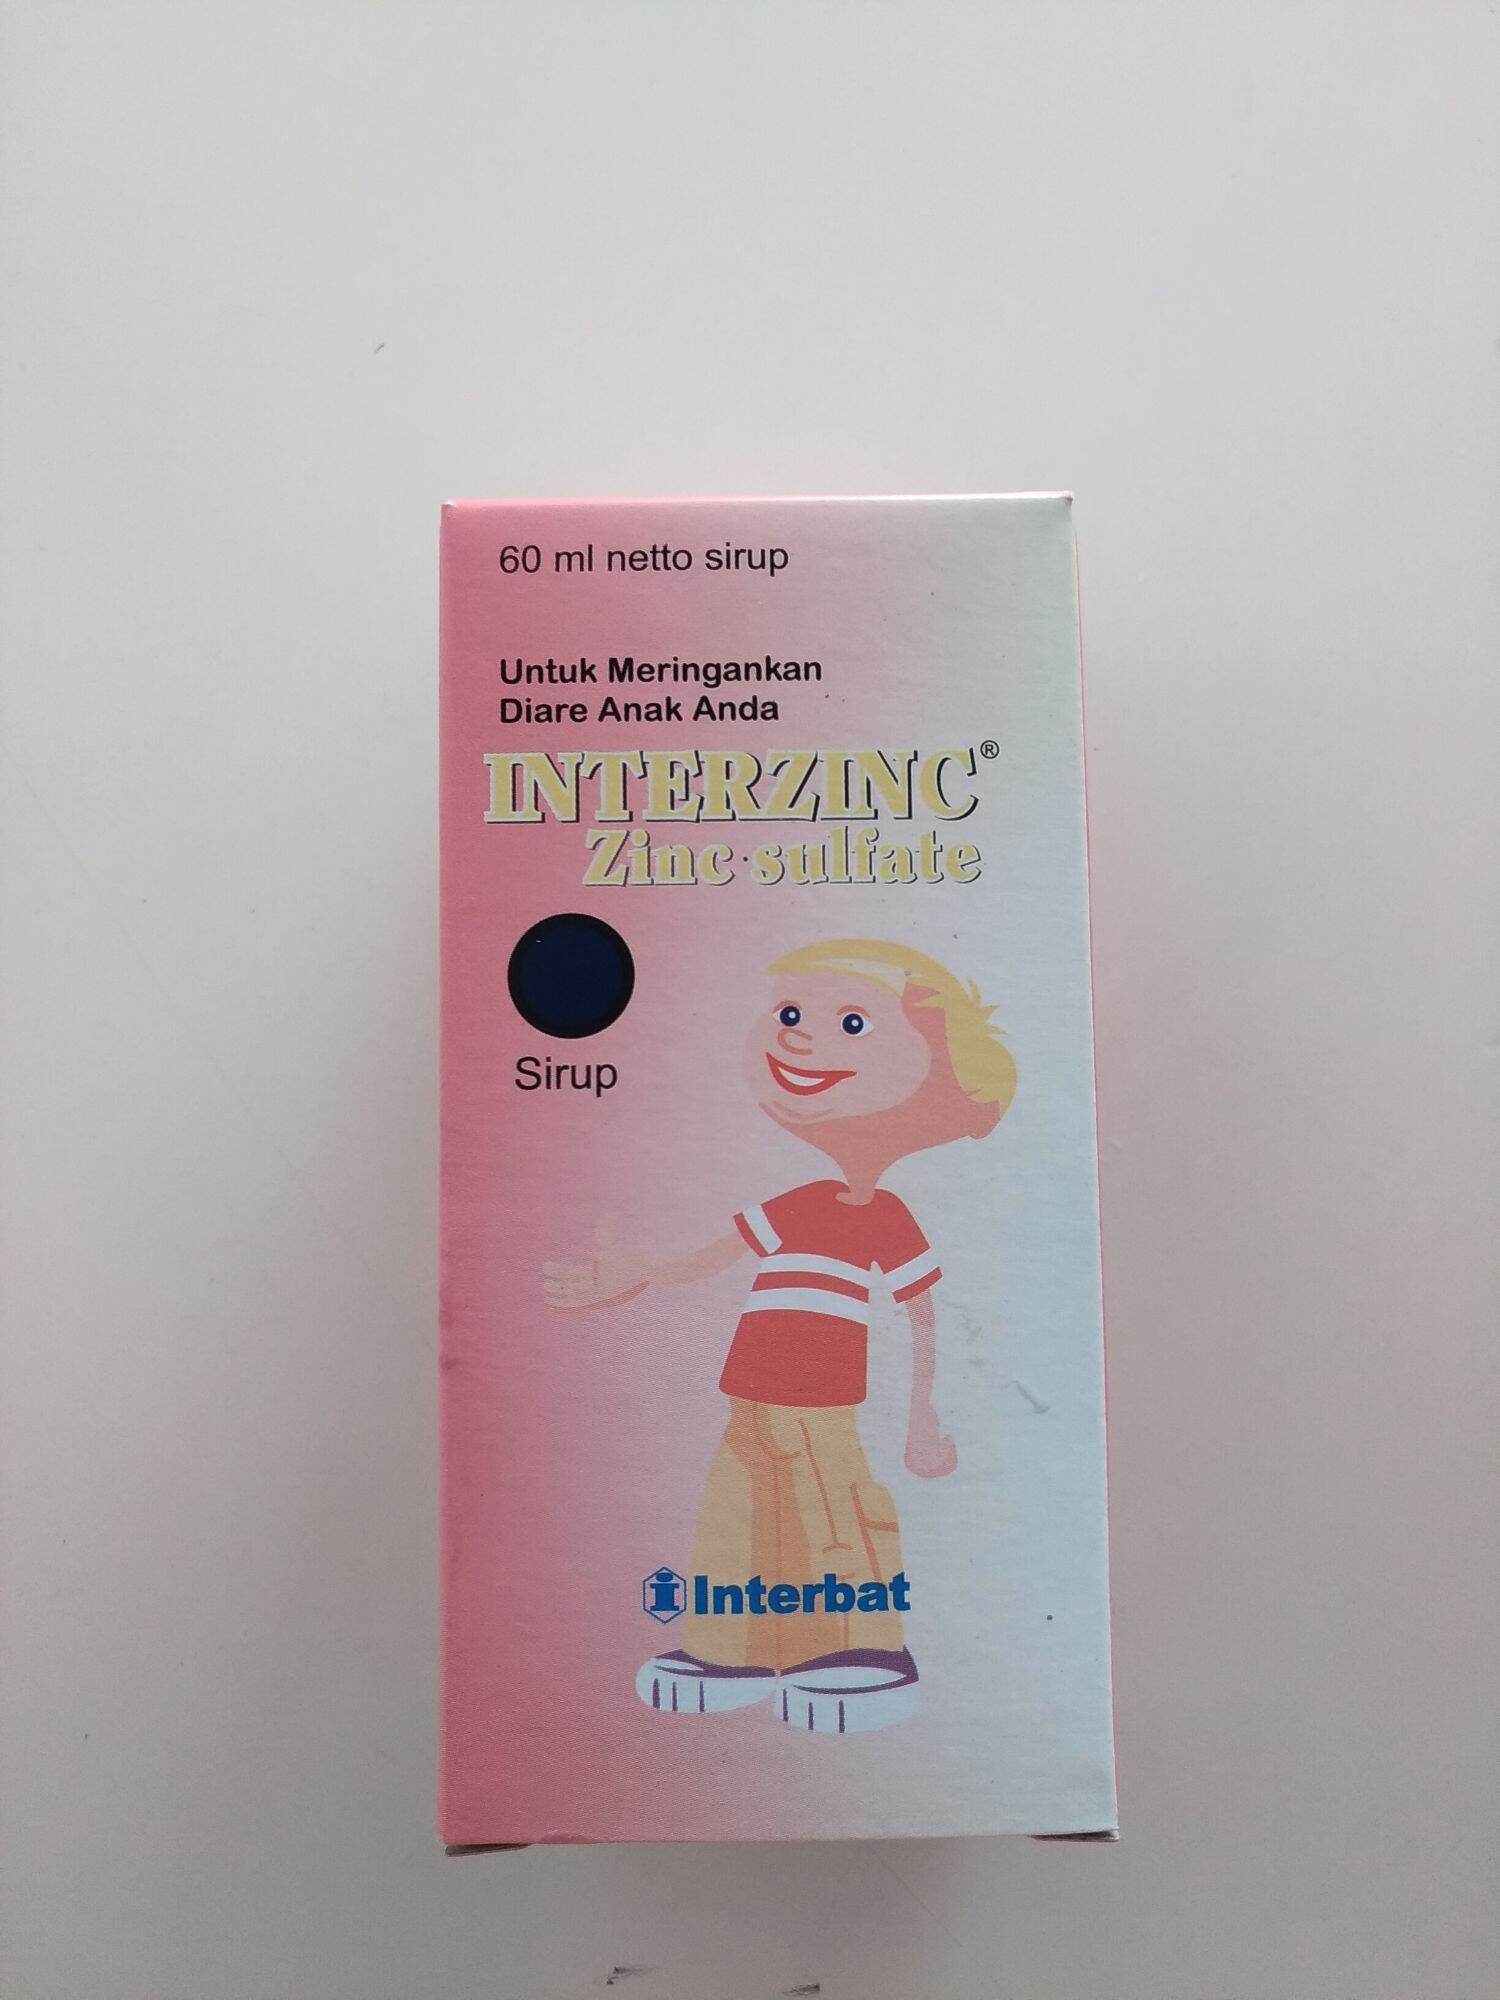 60 ml netto sirup
Untuk Meringankan
Diare Anak Anda
INTERZINC®
Zinc sulfate
Sirup
i Interbat